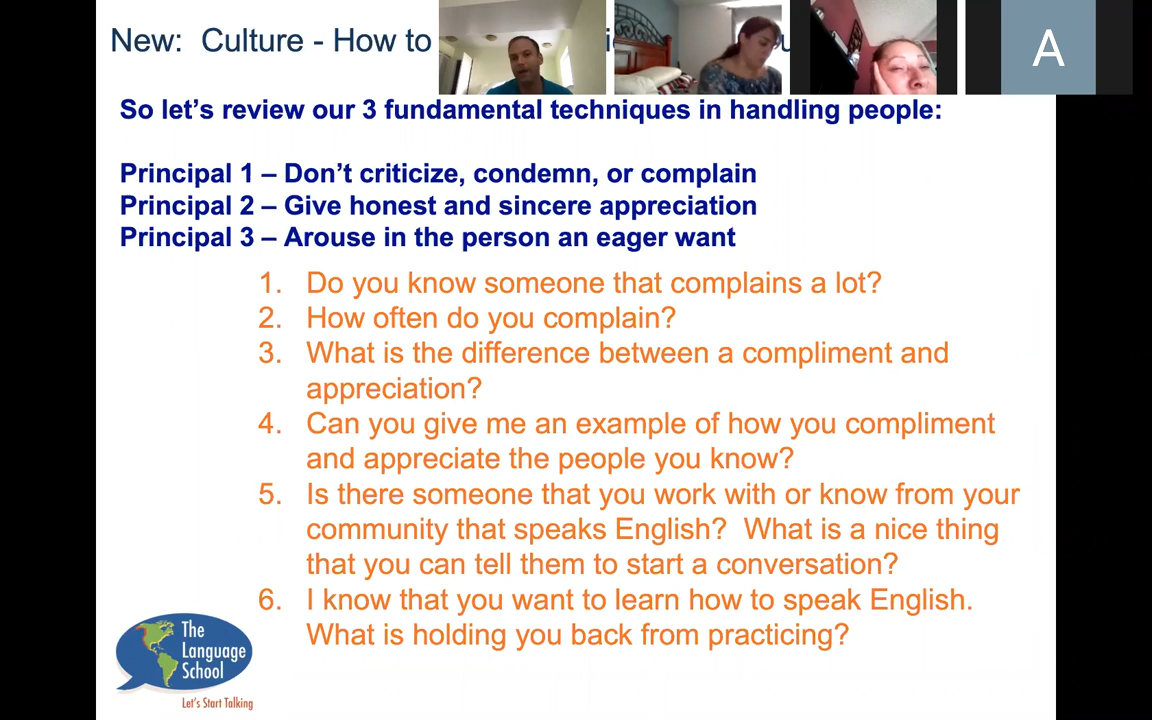 New:  Culture - How to
So let's review our 3 fundamental techniques in handling people:
Principal 1 – Don't criticize, condemn, or complain
Principal 2 – Give honest and sincere appreciation
Principal 3 – Arouse in the person an eager want
1. Do you know someone that complains a lot?
2. How often do you complain?
3. What is the difference between a compliment and
appreciation?
4. Can you give me an example of how you compliment
and appreciate the people you know?
5. Is there someone that you work with or know from your
community that speaks English?  What is a nice thing
that you can tell them to start a conversation?
6. I know that you want to learn how to speak English.
What is holding you back from practicing?
A
The
Language
School
Let's Start Talking